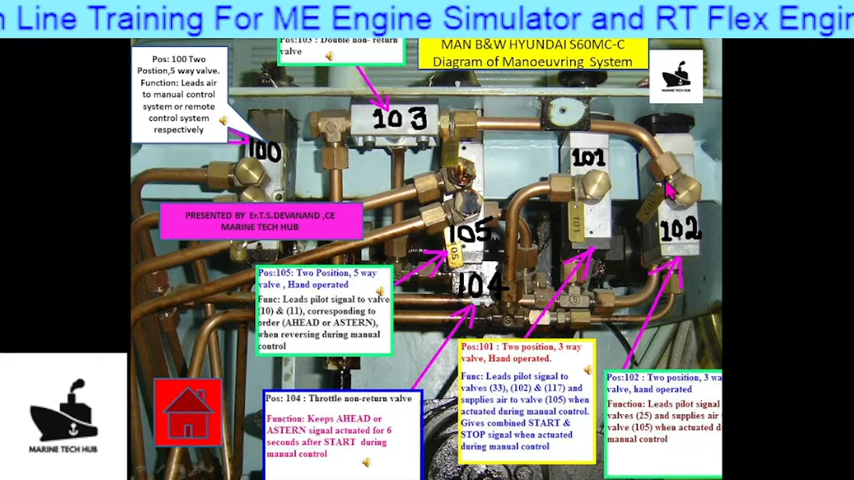 n Line Training For ME Engine Simulator and RT Flex Engin
Pos:103 : Double non- return
valve
MAN B&W HYUNDAI S60MC-C
Diagram of Manoeuvring System
MARINE TECH HUB
Pos: 100 Two
Postion,5 way valve.
Function: Leads air
to manual control
system or remote
control system
respectively
100
103
101
102
105
104
105
101
PRESENTED BY Er.T.S.DEVANAND ,CE
MARINE TECH HUB
Pos:105: Two Position, 5 way
valve , Hand operated
Func: Leads pilot signal to valve
(10) & (11), corresponding to
order (AHEAD or ASTERN),
when reversing during manual
control
Pos: 104 : Throttle non-return valve
Function: Keeps AHEAD or
ASTERN signal actuated for 6
seconds after START during
manual control
Pos:101 : Two position, 3 way
valve, Hand operated.
Func: Leads pilot signal to
valves (33), (102) & (117) and
supplies air to valve (105) when
actuated during manual control.
Gives combined START &
STOP signal when actuated
during manual control
Pos:102 : Two position, 3 wa
valve, hand operated
Function: Leads pilot signal
valves (25) and supplies air
valve (105) when actuated d
manual control
MARINE TECH HUB